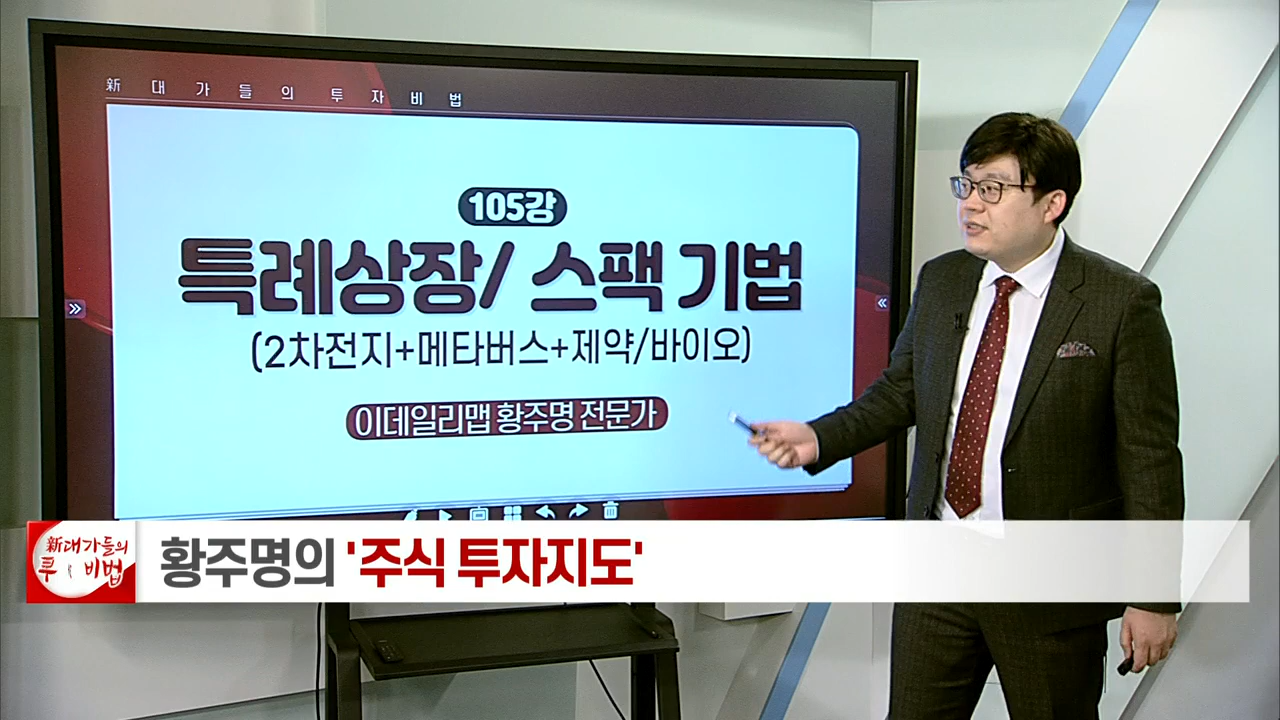 新 대 가 들 의 투 자 비 법
105강
특례상장/ 스팩 기법
(2차전지+메타버스+제약/바이오)
이데일리맵 황주명 전문가
新대가들의
비법
황주명의 '주식 투자지도'